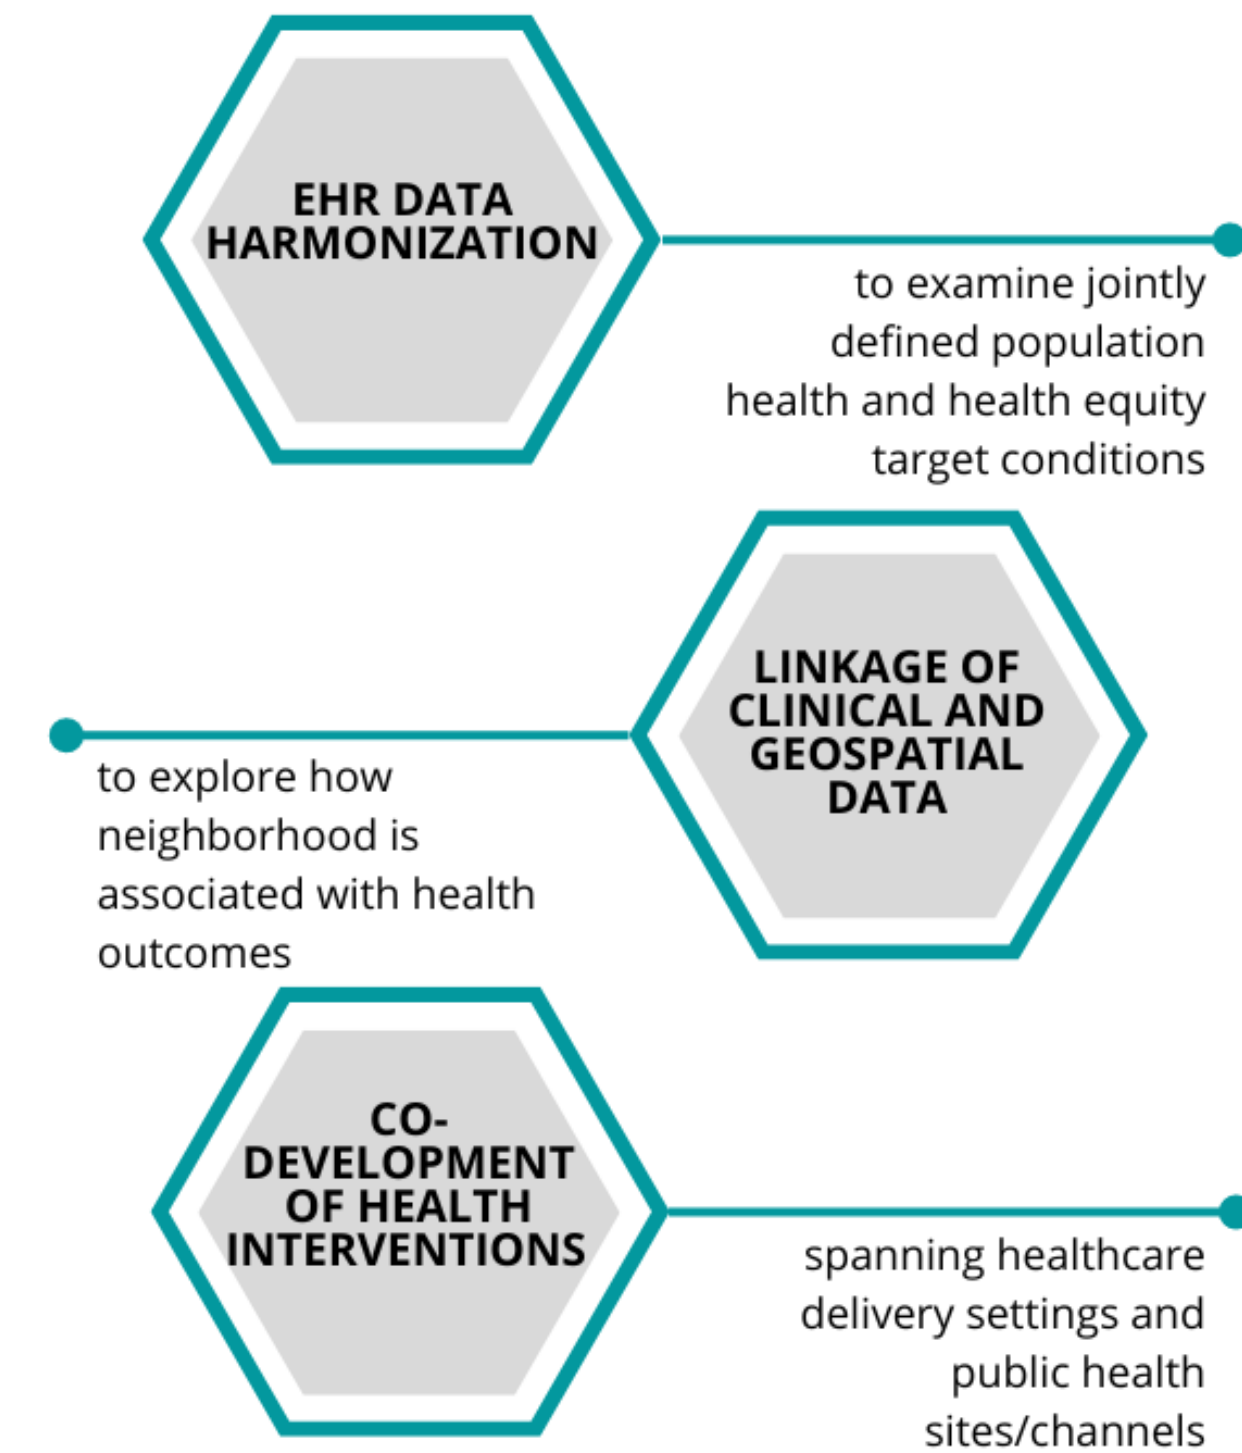 EHR DATA
HARMONIZATION
to examine jointly
defined population
health and health equity
target conditions
LINKAGE OF
CLINICAL AND
GEOSPATIAL
DATA
to explore how
neighborhood is
associated with health
outcomes
CO-
DEVELOPMENT
OF HEALTH
INTERVENTIONS
spanning healthcare
delivery settings and
public health
sites/channels